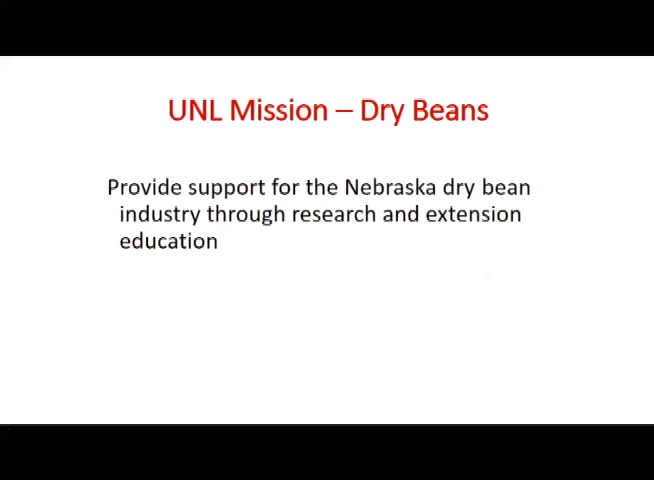 UNL Mission – Dry Beans
Provide support for the Nebraska dry bean
industry through research and extension
education